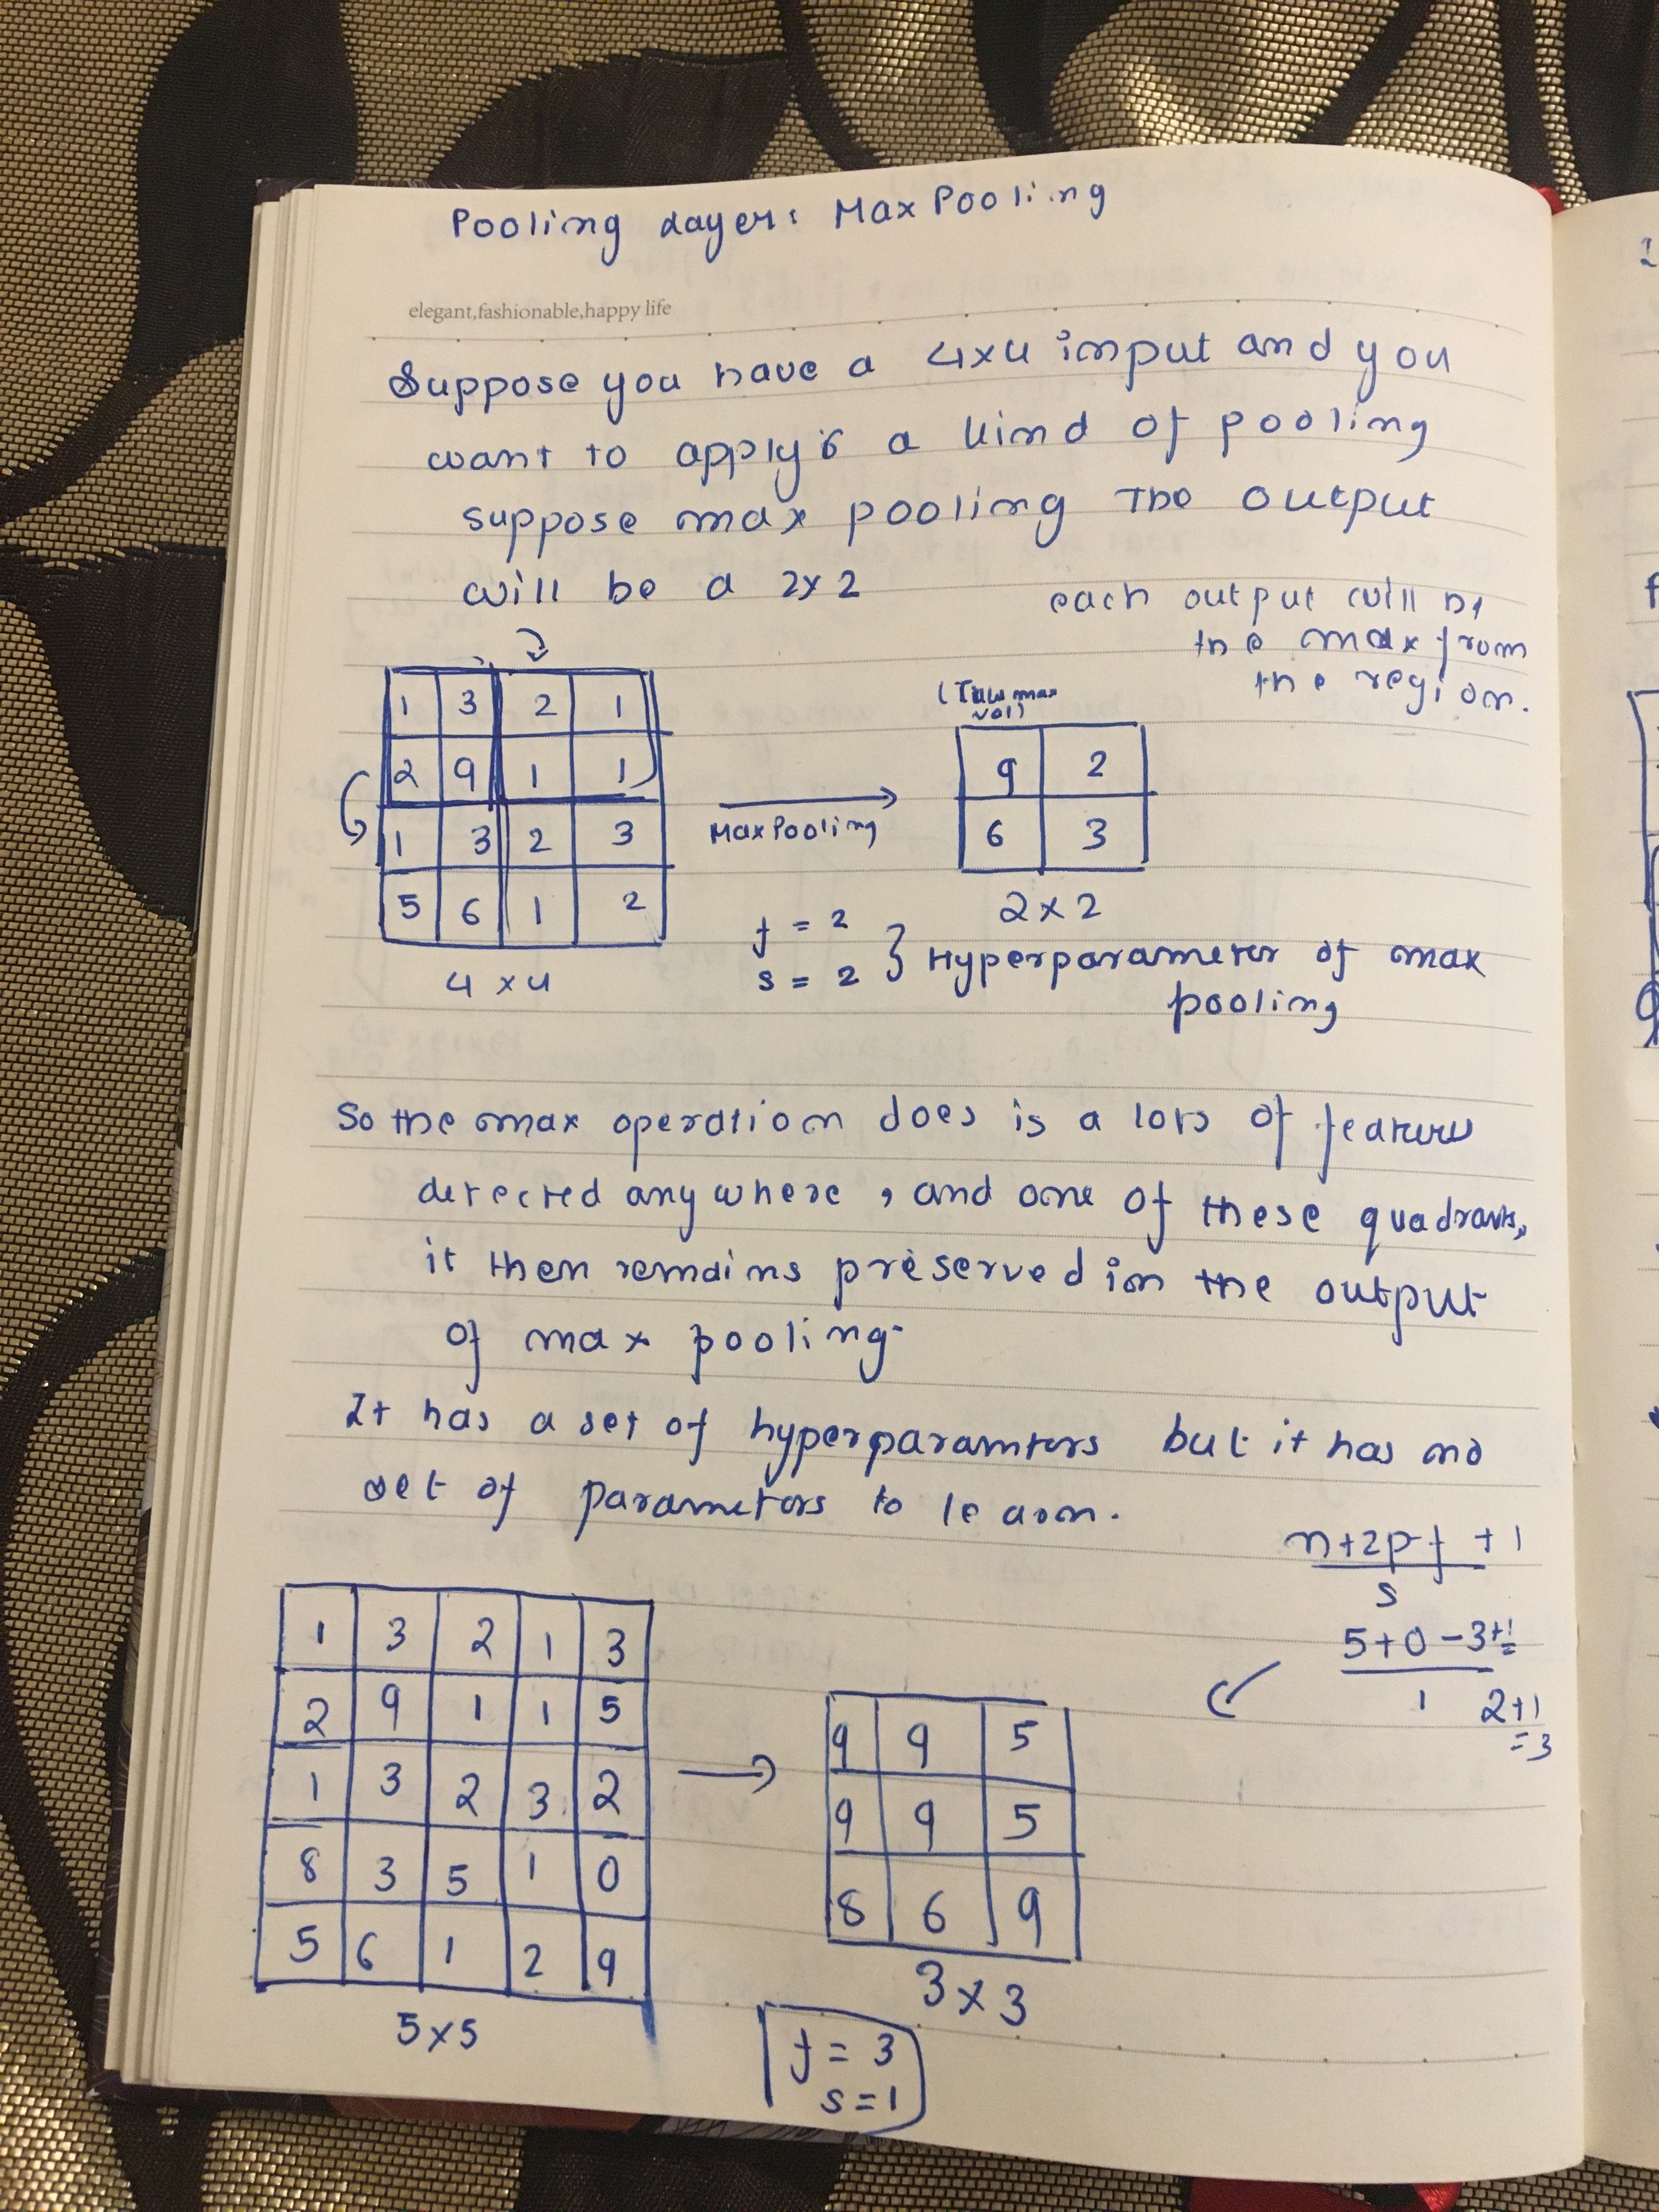 Pooling Layer: Max Pooling
elegant,fashionable,happy life
Suppose you have a 4x4 input and you
want to apply a kind of pooling
suppose max pooling The output
will be a 2x2
each output will be
the max from
the region.
(Take max
val)
1 3 2 1
2 9 1 1
1 3 2 3
5 6 1 2
4 x 4
Max Pooling
9 2
6 3
2 x 2
f = 2
s = 2 } Hyperparameter of max
pooling
So the max operation does is a lots of features
detected anywhere, and one of these quadrants,
it then remains preserved in the output
of max pooling.
It has a set of hyperparamters but it has no
set of parameters to learn.
n+2p-f + 1
s
5+0-3+1
1
2+1
=3
1 3 2 1 3
2 9 1 1 5
1 3 2 3 2
8 3 5 1 0
5 6 1 2 9
5x5
9 9 5
9 9 5
8 6 9
3 x 3
f = 3
s = 1